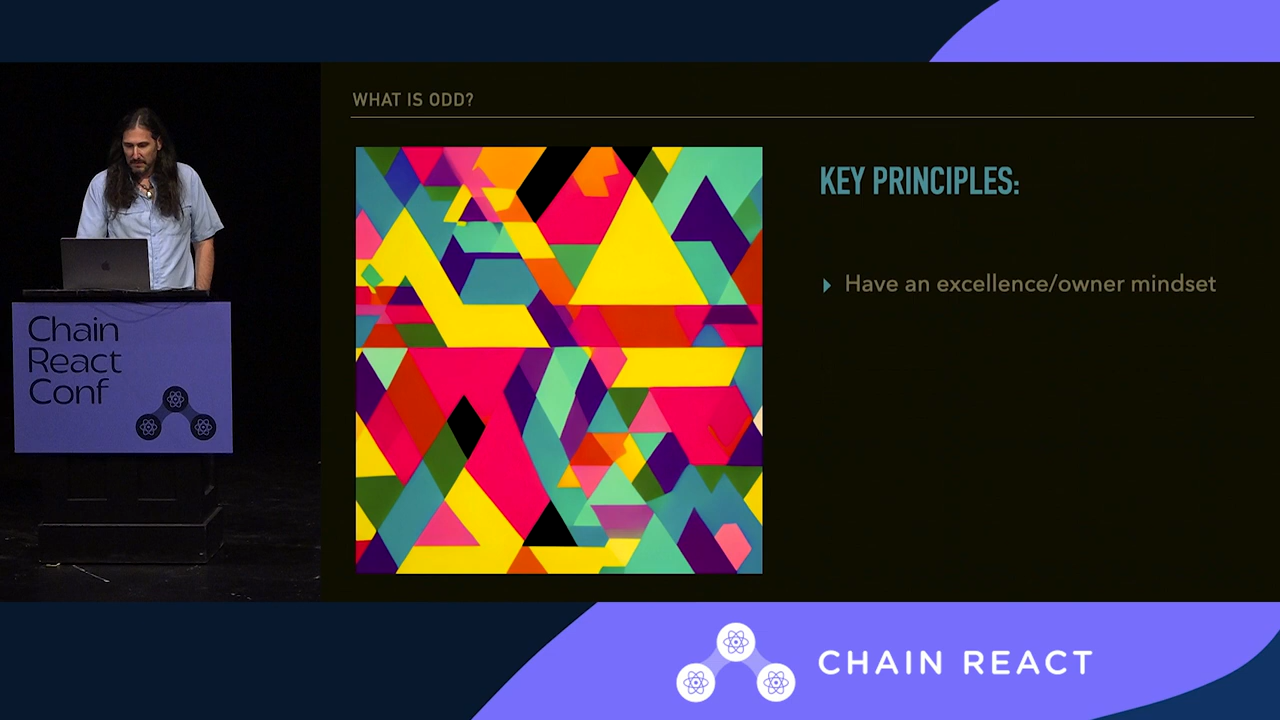 WHAT IS ODD?
KEY PRINCIPLES:
Have an excellence/owner mindset
Chain
React
Conf
CHAIN REACT